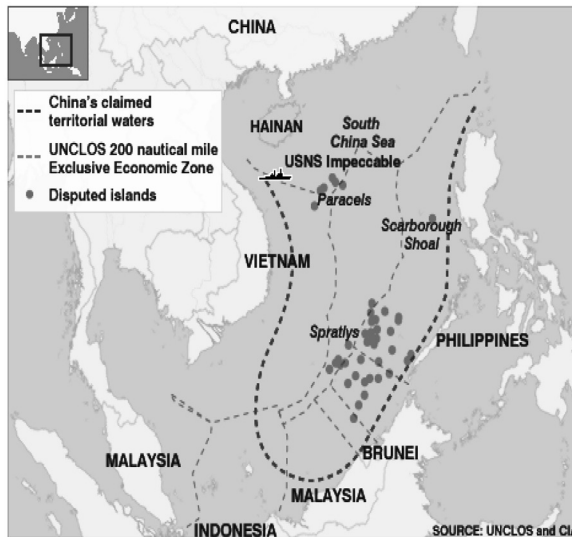 CHINA
China's claimed
territorial waters
UNCLOS 200 nautical mile
Exclusive Economic Zone
Disputed islands
HAINAN
South
China Sea
USNS Impeccable
Paracels
Scarborough
Shoal
VIETNAM
Spratlys
PHILIPPINES
BRUNEI
MALAYSIA
MALAYSIA
INDONESIA
SOURCE: UNCLOS and CIA